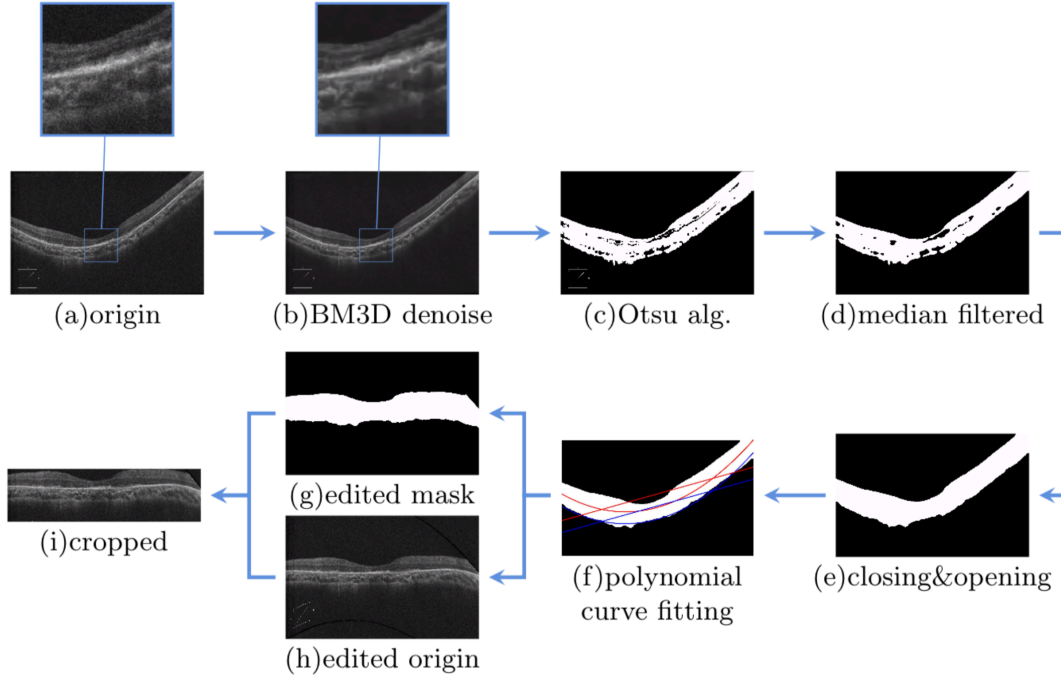 (a)origin
(b)BM3D denoise
(c)Otsu alg.
(d)median filtered
(e)closing&opening
(f)polynomial
curve fitting
(g)edited mask
(h)edited origin
(i)cropped